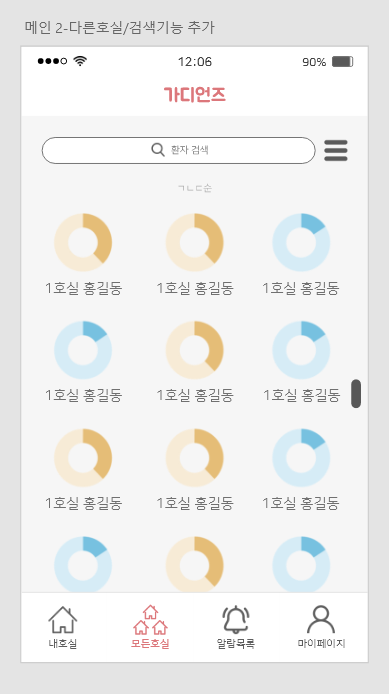 메인 2-다른호실/검색기능 추가
12:06
90%
가디언즈
환자 검색
ㄱㄴㄷ순
1호실 홍길동
1호실 홍길동
1호실 홍길동
1호실 홍길동
1호실 홍길동
1호실 홍길동
1호실 홍길동
1호실 홍길동
1호실 홍길동
내호실
모든호실
알람목록
마이페이지